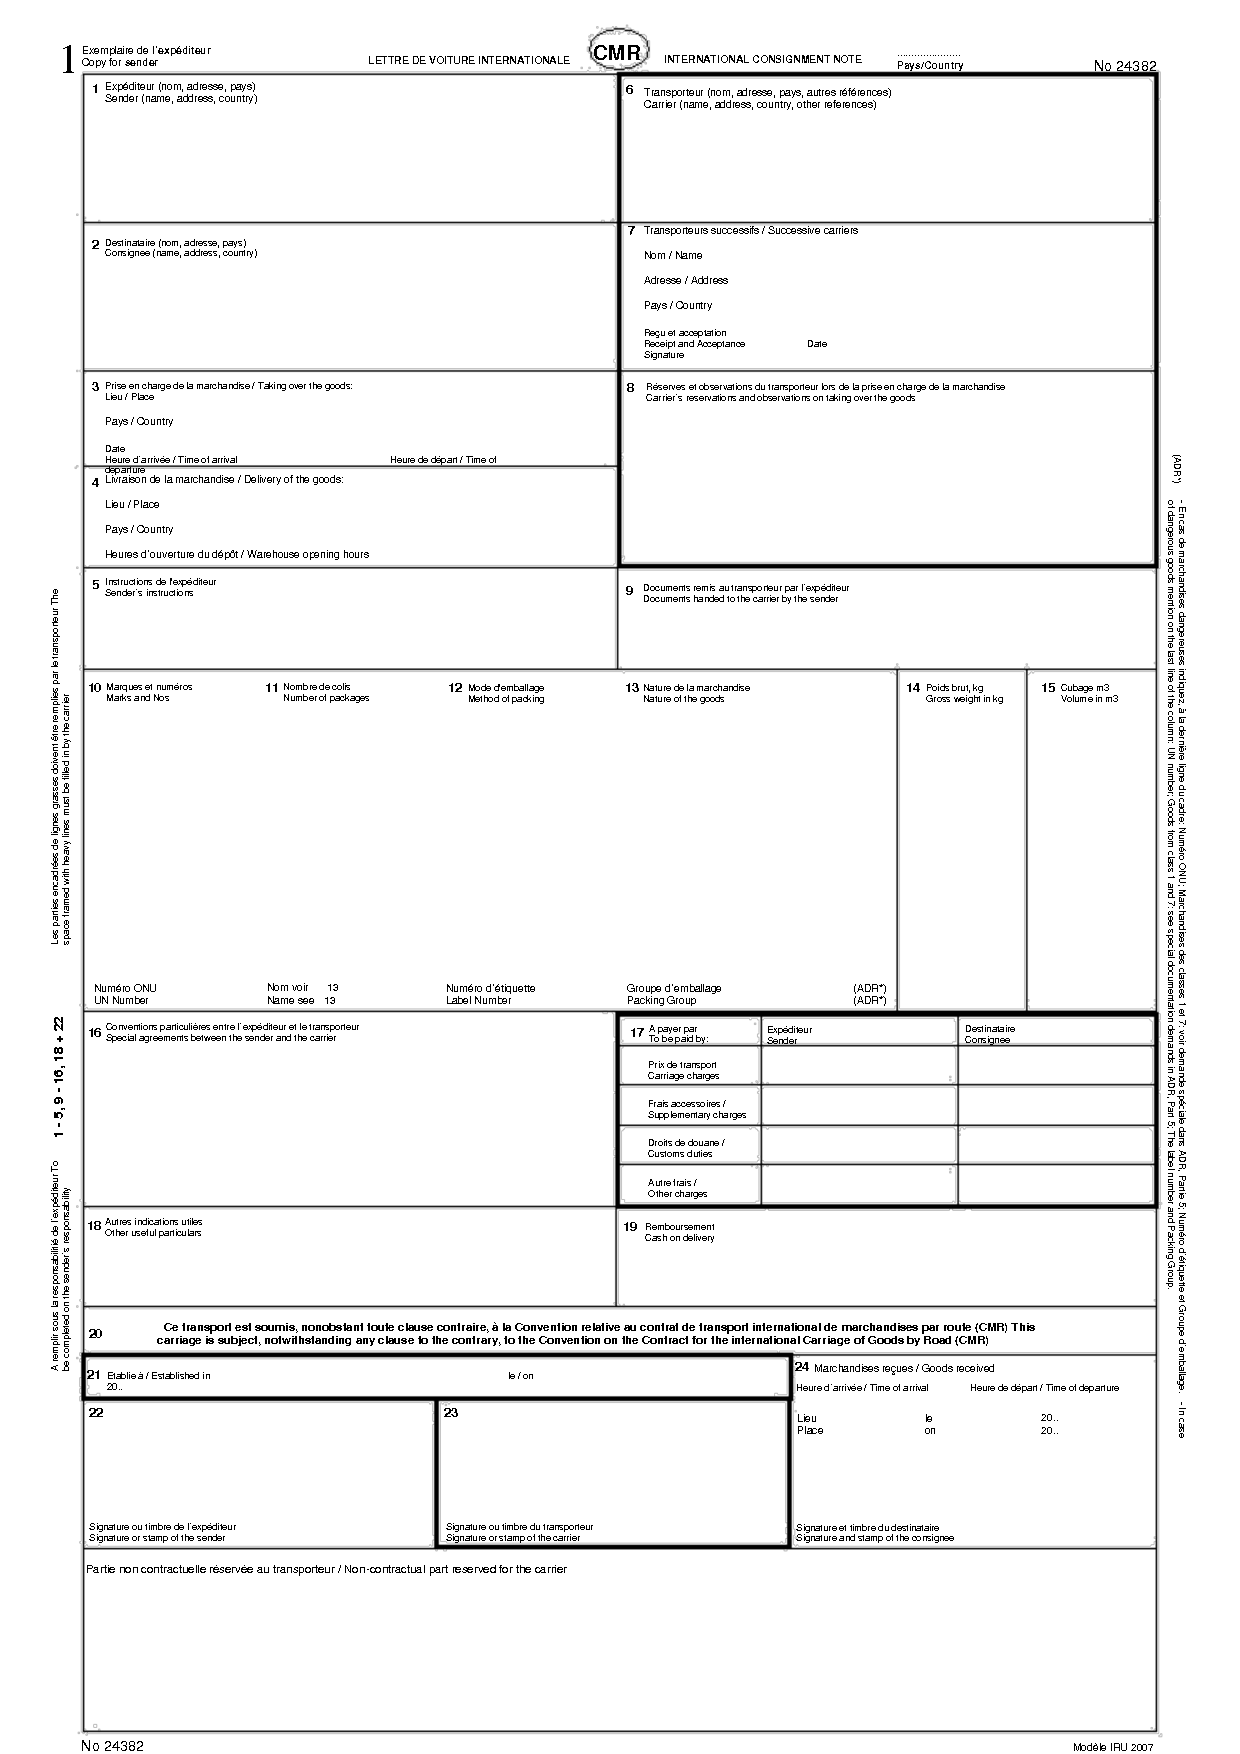 1
Exemplaire de l'expéditeur
Copy for sender
LETTRE DE VOITURE INTERNATIONALE
CMR
INTERNATIONAL CONSIGNMENT NOTE
......................
Pays/Country
No 24382
1 Expéditeur (nom, adresse, pays)
Sender (name, address, country)
6 Transporteur (nom, adresse, pays, autres références)
Carrier (name, address, country, other references)
2 Destinataire (nom, adresse, pays)
Consignee (name, address, country)
7 Transporteurs successifs / Successive carriers
Nom / Name
Adresse / Address
Pays / Country
Reçu et acceptation
Receipt and Acceptance Date
Signature
3 Prise en charge de la marchandise / Taking over the goods:
Lieu / Place
Pays / Country
Date
Heure d'arrivée / Time of arrival Heure de départ / Time of
departure
8 Réserves et observations du transporteur lors de la prise en charge de la marchandise
Carrier's reservations and observations on taking over the goods
4 Livraison de la marchandise / Delivery of the goods:
Lieu / Place
Pays / Country
Heures d'ouverture du dépôt / Warehouse opening hours
5 Instructions de l'expéditeur
Sender's instructions
9 Documents remis au transporteur par l'expéditeur
Documents handed to the carrier by the sender
10 Marques et numéros
Marks and Nos
11 Nombre de colis
Number of packages
12 Mode d'emballage
Method of packing
13 Nature de la marchandise
Nature of the goods
14 Poids brut, kg
Gross weight in kg
15 Cubage m3
Volume in m3
Numéro ONU Nom voir 13 Numéro d'étiquette Groupe d'emballage (ADR*)
UN Number Name see 13 Label Number Packing Group (ADR*)
16 Conventions particulières entre l'expéditeur et le transporteur
Special agreements between the sender and the carrier
17 A payer par
To be paid by:
Expéditeur
Sender
Destinataire
Consignee
Prix de transport
Carriage charges
Frais accessoires /
Supplementary charges
Droits de douane /
Customs duties
Autre frais /
Other charges
18 Autres indications utiles
Other useful particulars
19 Remboursement
Cash on delivery
20
Ce transport est soumis, nonobstant toute clause contraire, à la Convention relative au contrat de transport international de marchandises par route (CMR) This
carriage is subject, notwithstanding any clause to the contrary, to the Convention on the Contract for the international Carriage of Goods by Road (CMR)
21 Etablie à / Established in le / on
20..
24 Marchandises reçues / Goods received
Heure d'arrivée / Time of arrival Heure de départ / Time of departure
Lieu le 20..
Place on 20..
22
Signature ou timbre de l'expéditeur
Signature or stamp of the sender
23
Signature ou timbre du transporteur
Signature or stamp of the carrier
Signature et timbre du destinataire
Signature and stamp of the consignee
Partie non contractuelle réservée au transporteur / Non-contractual part reserved for the carrier
No 24382
Modèle IRU 2007
A remplir sous la responsabilité de l'expéditeur To 1 - 5, 9 - 16, 18 + 22 Les parties encadrées de lignes grasses doivent être remplies par le transporteur The
be completed on the sender's responsability space framed with heavy lines must be filled in by the carrier
(ADR*) - En cas de marchandises dangereuses indiquez, à la dernière ligne du cadre: Numéro ONU; Marchandises des classes 1 et 7: voir demande spéciale dans ADR, Partie 5; Numéro d'étiquette et Groupe d'emballage. - In case
of dangerous goods mention on the last line of the column: UN number; Goods from class 1 and 7: see special documentation demands in ADR, Part 5; The label number and Packing Group.